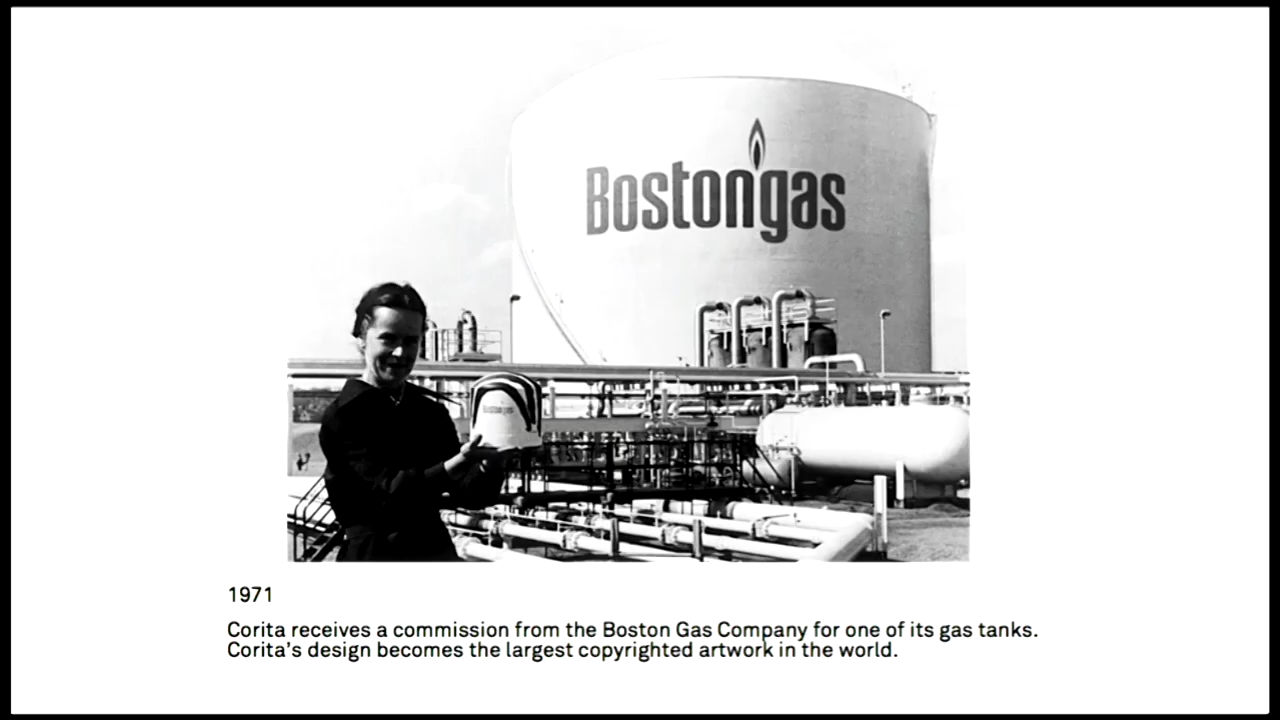 Bostongas
Bostongas
1971
Corita receives a commission from the Boston Gas Company for one of its gas tanks.
Corita's design becomes the largest copyrighted artwork in the world.